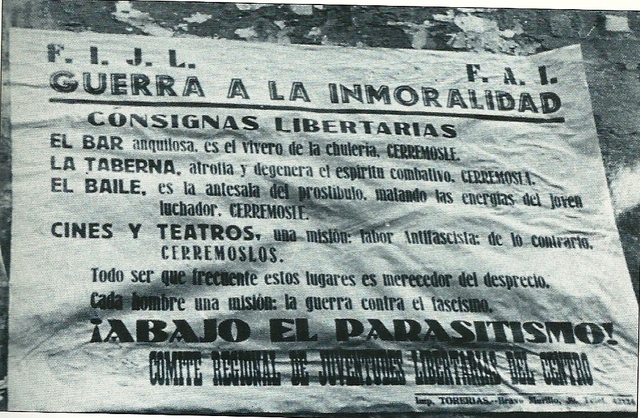 F. I. J. L.
F. A. I.
GUERRA A LA INMORALIDAD
CONSIGNAS LIBERTARIAS
EL BAR anquilosa, es el vivero de la chulería, CERREMOSLE.
LA TABERNA, atrofia y degenera el espíritu combativo, CERREMOSLA.
EL BAILE, es la antesala del prostíbulo, matando las energías del joven
luchador, CERREMOSLE.
CINES Y TEATROS, una misión: labor Antifascista; de lo contrario,
CERREMOSLOS.
Todo ser que frecuente estos lugares es merecedor del desprecio.
Cada hombre una misión: la guerra contra el fascismo.
¡ABAJO EL PARASITISMO!
COMITE REGIONAL DE JUVENTUDES LIBERTARIAS DEL CENTRO
Imp. TORERIAS.--Bravo Murillo,